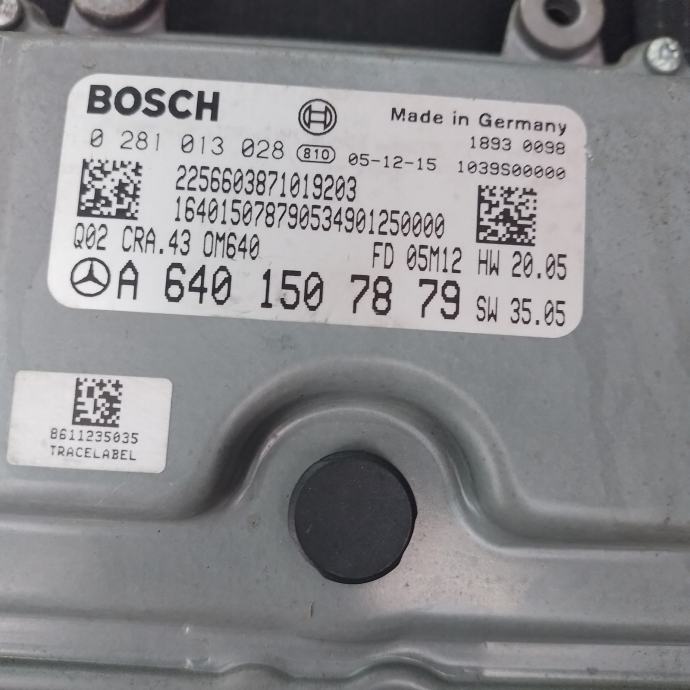 BOSCH
Made in Germany
0 281 013 028 810 05-12-15
1893 0098
1039S00000
2256603871019203
164015078790534901250000
Q02 CRA.43 OM640 FD 05M12 HW 20.05
A 640 150 78 79 SW 35.05
8611235035
TRACELABEL